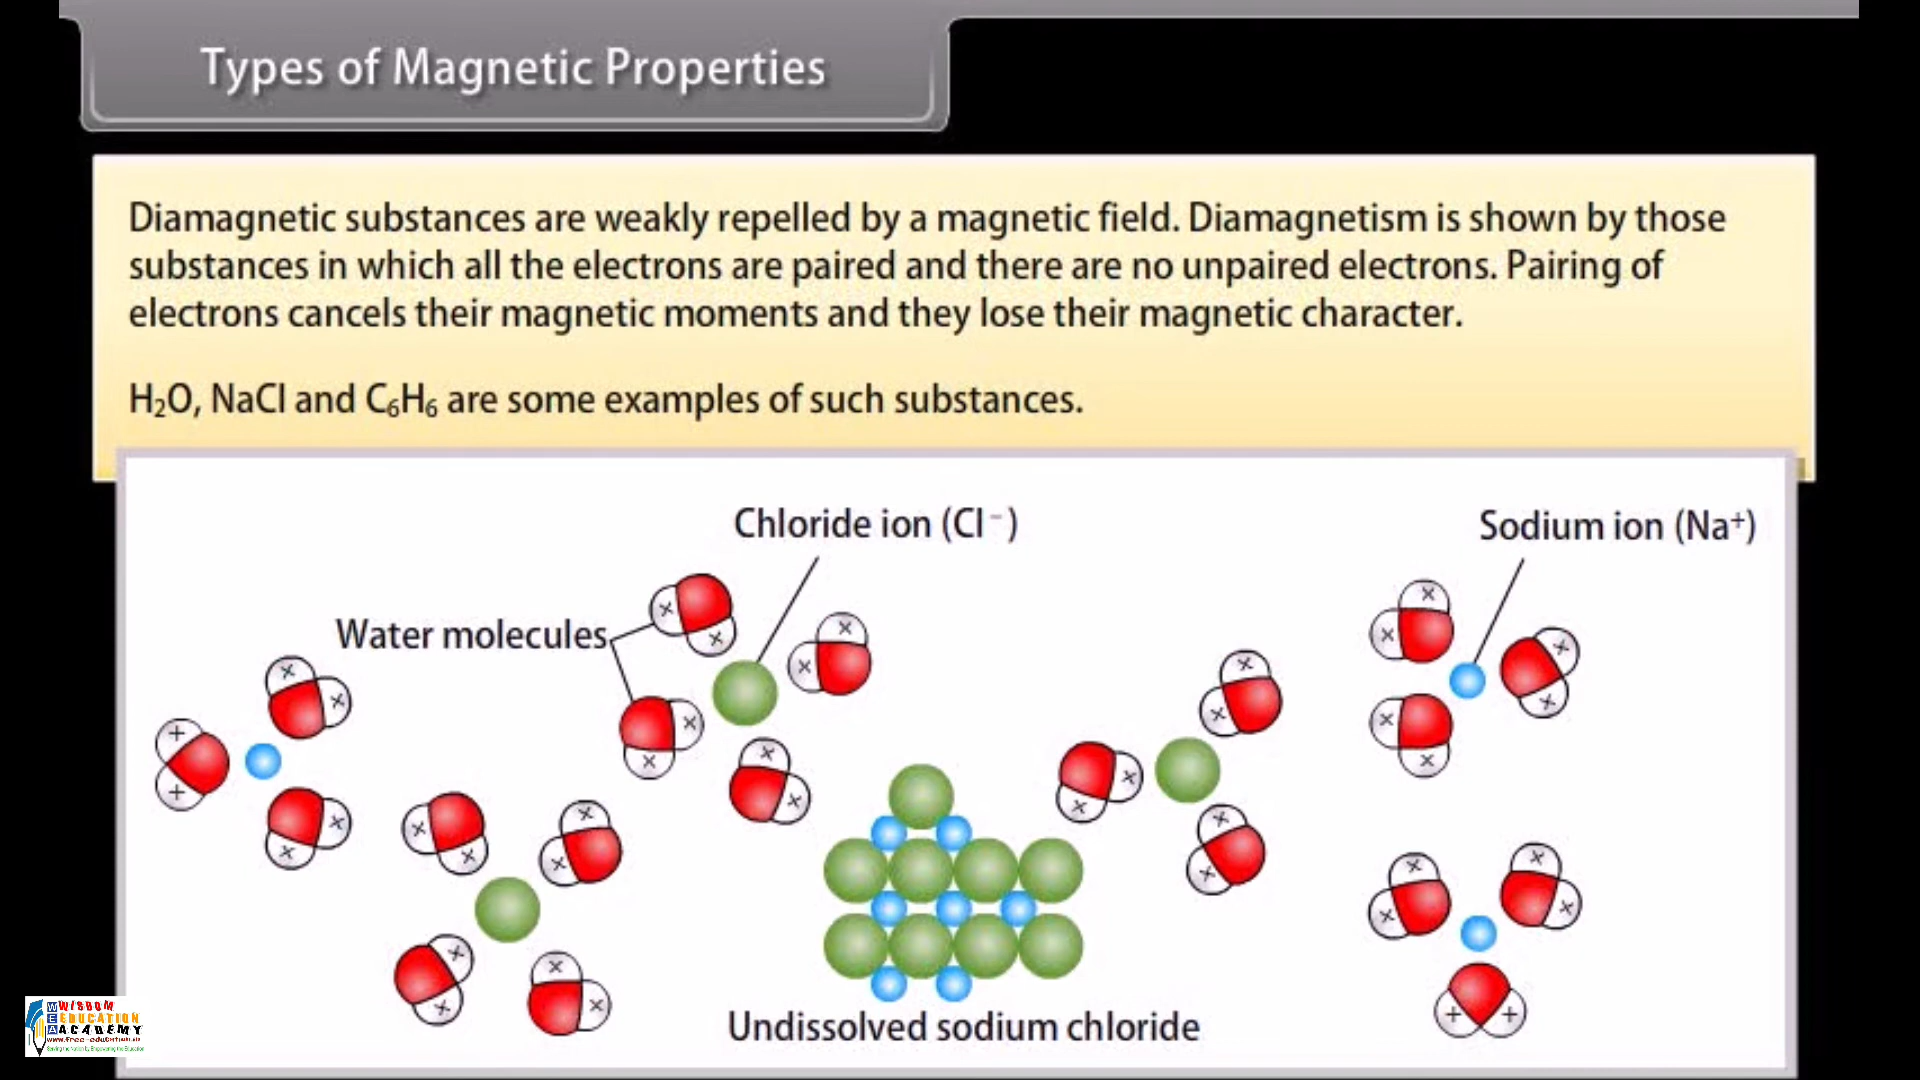 Types of Magnetic Properties
Diamagnetic substances are weakly repelled by a magnetic field. Diamagnetism is shown by those
substances in which all the electrons are paired and there are no unpaired electrons. Pairing of
electrons cancels their magnetic moments and they lose their magnetic character.
H₂O, NaCl and C₆H₆ are some examples of such substances.
Chloride ion (Cl⁻)
Sodium ion (Na⁺)
Water molecules
Undissolved sodium chloride
WISDOM
EDUCATION
ACADEMY